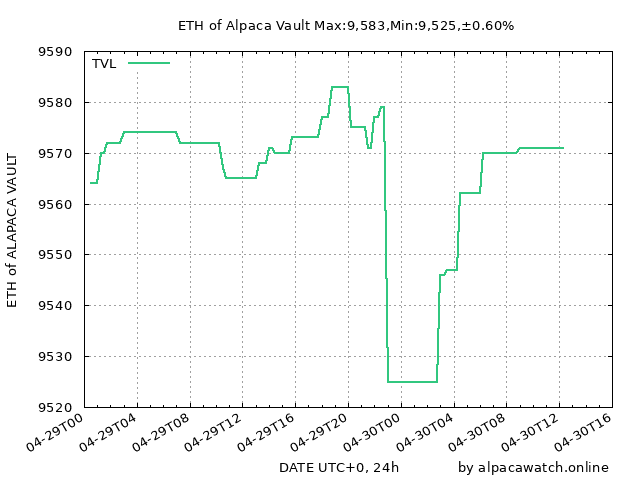 ETH of Alpaca Vault Max:9,583,Min:9,525,±0.60%
TVL
ETH of ALAPACA VAULT
9590
9580
9570
9560
9550
9540
9530
9520
04-29T00
04-29T04
04-29T08
04-29T12
04-29T16
04-29T20
04-30T00
04-30T04
04-30T08
04-30T12
04-30T16
DATE UTC+0, 24h
by alpacawatch.online